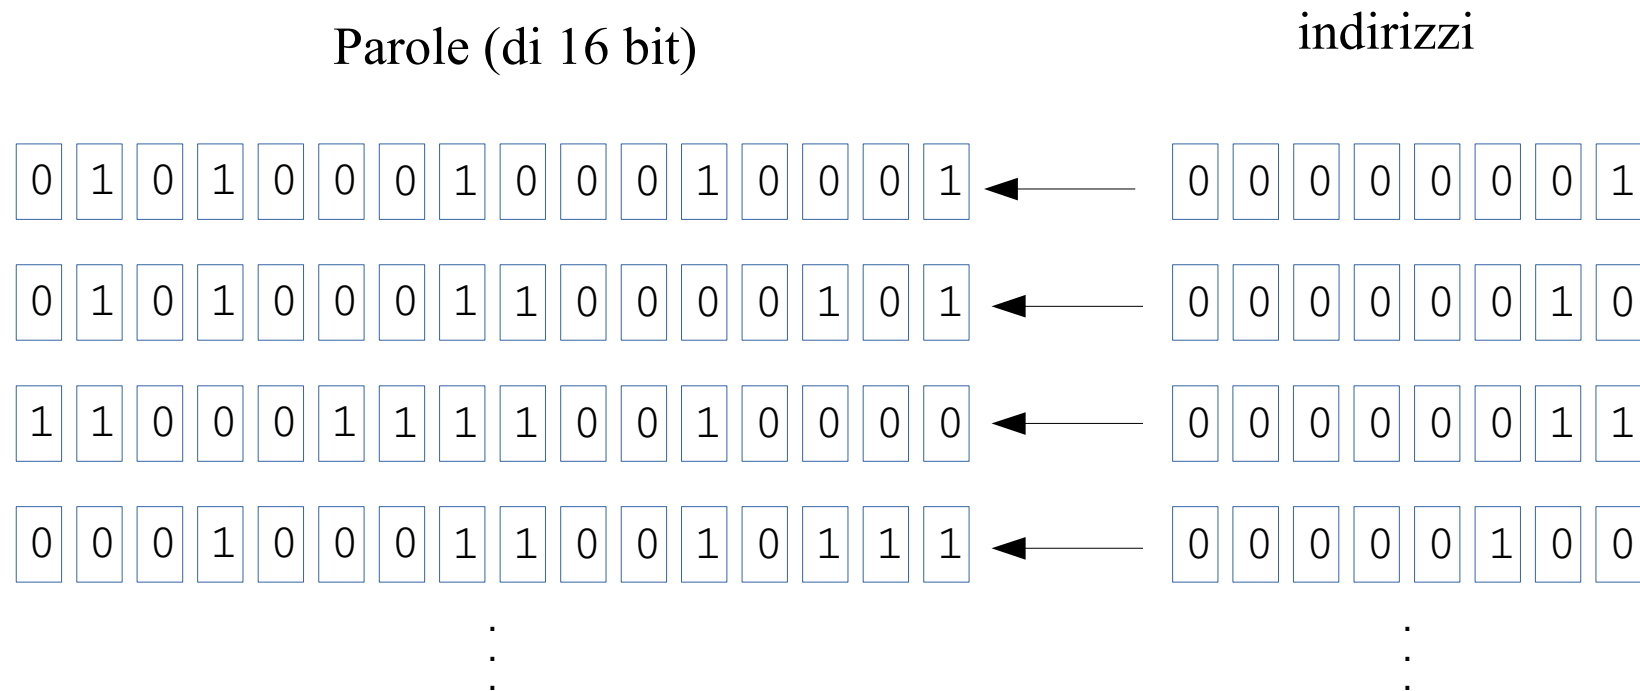 Parole (di 16 bit) indirizzi
0 1 0 1 0 0 0 1 0 0 0 1 0 0 0 1 0 0 0 0 0 0 0 1
0 1 0 1 0 0 0 1 1 0 0 0 0 1 0 1 0 0 0 0 0 0 1 0
1 1 0 0 0 1 1 1 1 0 0 1 0 0 0 0 0 0 0 0 0 0 1 1
0 0 0 1 0 0 0 1 1 0 0 1 0 1 1 1 0 0 0 0 0 1 0 0
. .
. .
. .